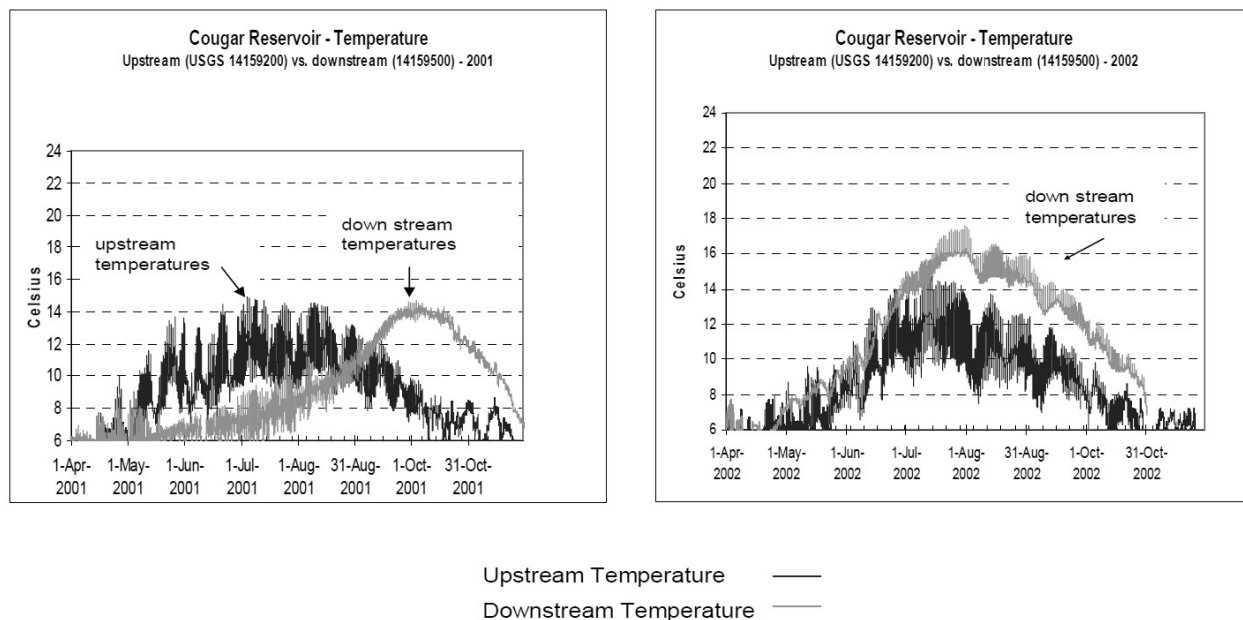 Cougar Reservoir - Temperature
Upstream (USGS 14159200) vs. downstream (14159500) - 2001
24
22
20
18
16
14
12
10
8
6
Celsius
upstream
temperatures
down stream
temperatures
1-Apr-
2001
1-May-
2001
1-Jun-
2001
1-Jul-
2001
1-Aug-
2001
31-Aug-
2001
1-Oct-
2001
31-Oct-
2001
Cougar Reservoir - Temperature
Upstream (USGS 14159200) vs. downstream (14159500) - 2002
24
22
20
18
16
14
12
10
8
6
down stream
temperatures
1-Apr-
2002
1-May-
2002
1-Jun-
2002
1-Jul-
2002
1-Aug-
2002
31-Aug-
2002
1-Oct-
2002
31-Oct-
2002
Upstream Temperature
Downstream Temperature